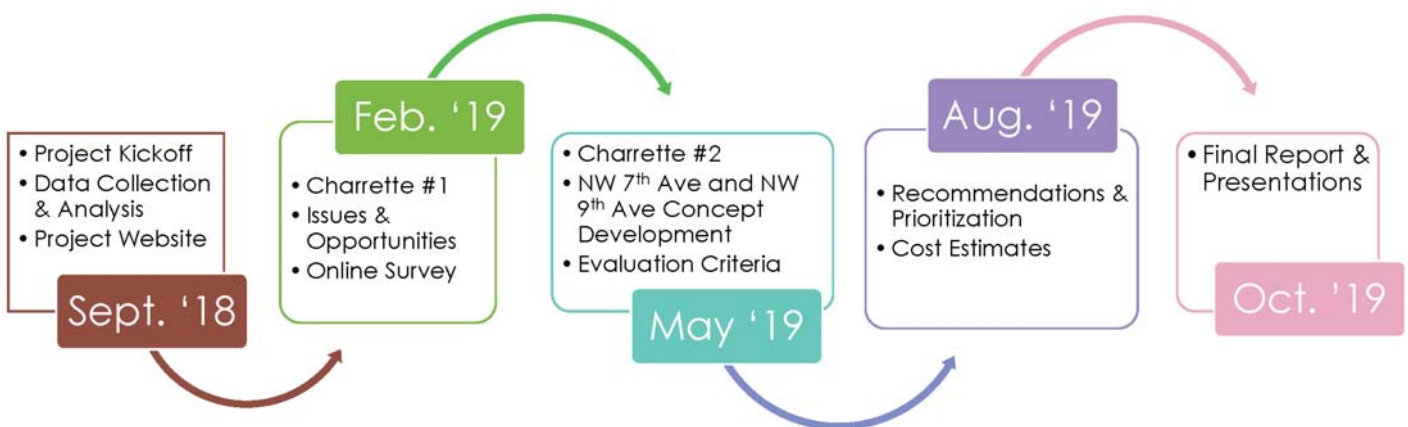 • Project Kickoff
• Data Collection
& Analysis
• Project Website
Sept. ‘18
Feb. ‘19
• Charrette #1
• Issues &
Opportunities
• Online Survey
• Charrette #2
• NW 7th Ave and NW
9th Ave Concept
Development
• Evaluation Criteria
May ‘19
Aug. ‘19
• Recommendations &
Prioritization
• Cost Estimates
• Final Report &
Presentations
Oct. ’19